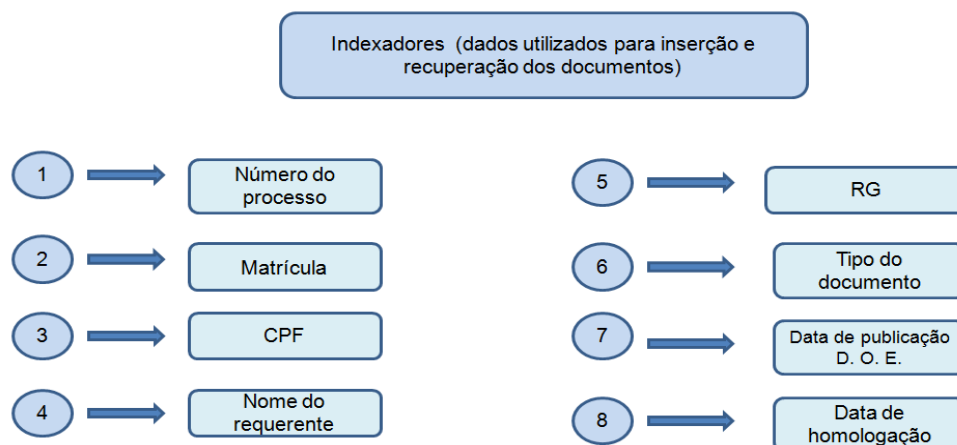 Indexadores (dados utilizados para inserção e
recuperação dos documentos)
1
Número do
processo
2
Matrícula
3
CPF
4
Nome do
requerente
5
RG
6
Tipo do
documento
7
Data de publicação
D. O. E.
8
Data de
homologação